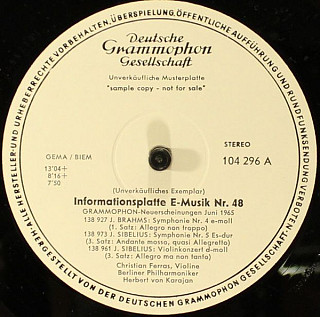 ALLE HERSTELLER- UND URHEBERRECHTE VORBEHALTEN. ÜBERSPIELUNG, ÖFFENTLICHE AUFFÜHRUNG UND RUNDFUNKSENDUNG VERBOTEN.
HERGESTELLT VON DER DEUTSCHEN GRAMMOPHON GESELLSCHAFT
Deutsche
Grammophon
Gesellschaft
Unverkäufliche Musterplatte
"sample copy - not for sale"
GEMA / BIEM
13'04+
8'16+
7'50
STEREO
104 296 A
(Unverkäufliches Exemplar)
Informationsplatte E-Musik Nr. 48
GRAMMOPHON-Neuerscheinungen Juni 1965
138 927 J. BRAHMS: Symphonie Nr. 4 e-moll
(1. Satz: Allegro non troppo)
138 973 J. SIBELIUS: Symphonie Nr. 5 Es-dur
(3. Satz: Andante mosso, quasi Allegretto)
138 961 J. SIBELIUS: Violinkonzert d-moll
(3. Satz: Allegro ma non tanto)
Christian Ferras, Violine
Berliner Philharmoniker
Herbert von Karajan